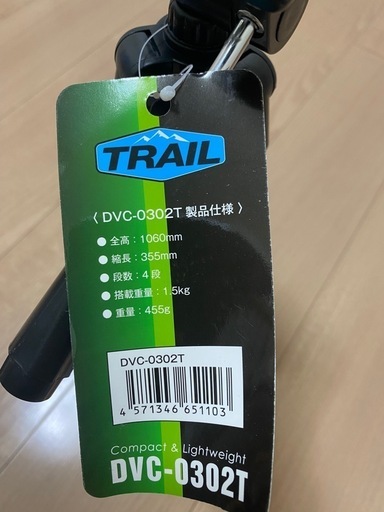 TRAIL
〈 DVC-0302T 製品仕様 〉
● 全高：1060mm
● 縮長：355mm
● 段数：4 段
● 搭載重量：1.5kg
● 重量：455g
DVC-0302T
4 571346 651103
Compact & Lightweight
DVC-0302T